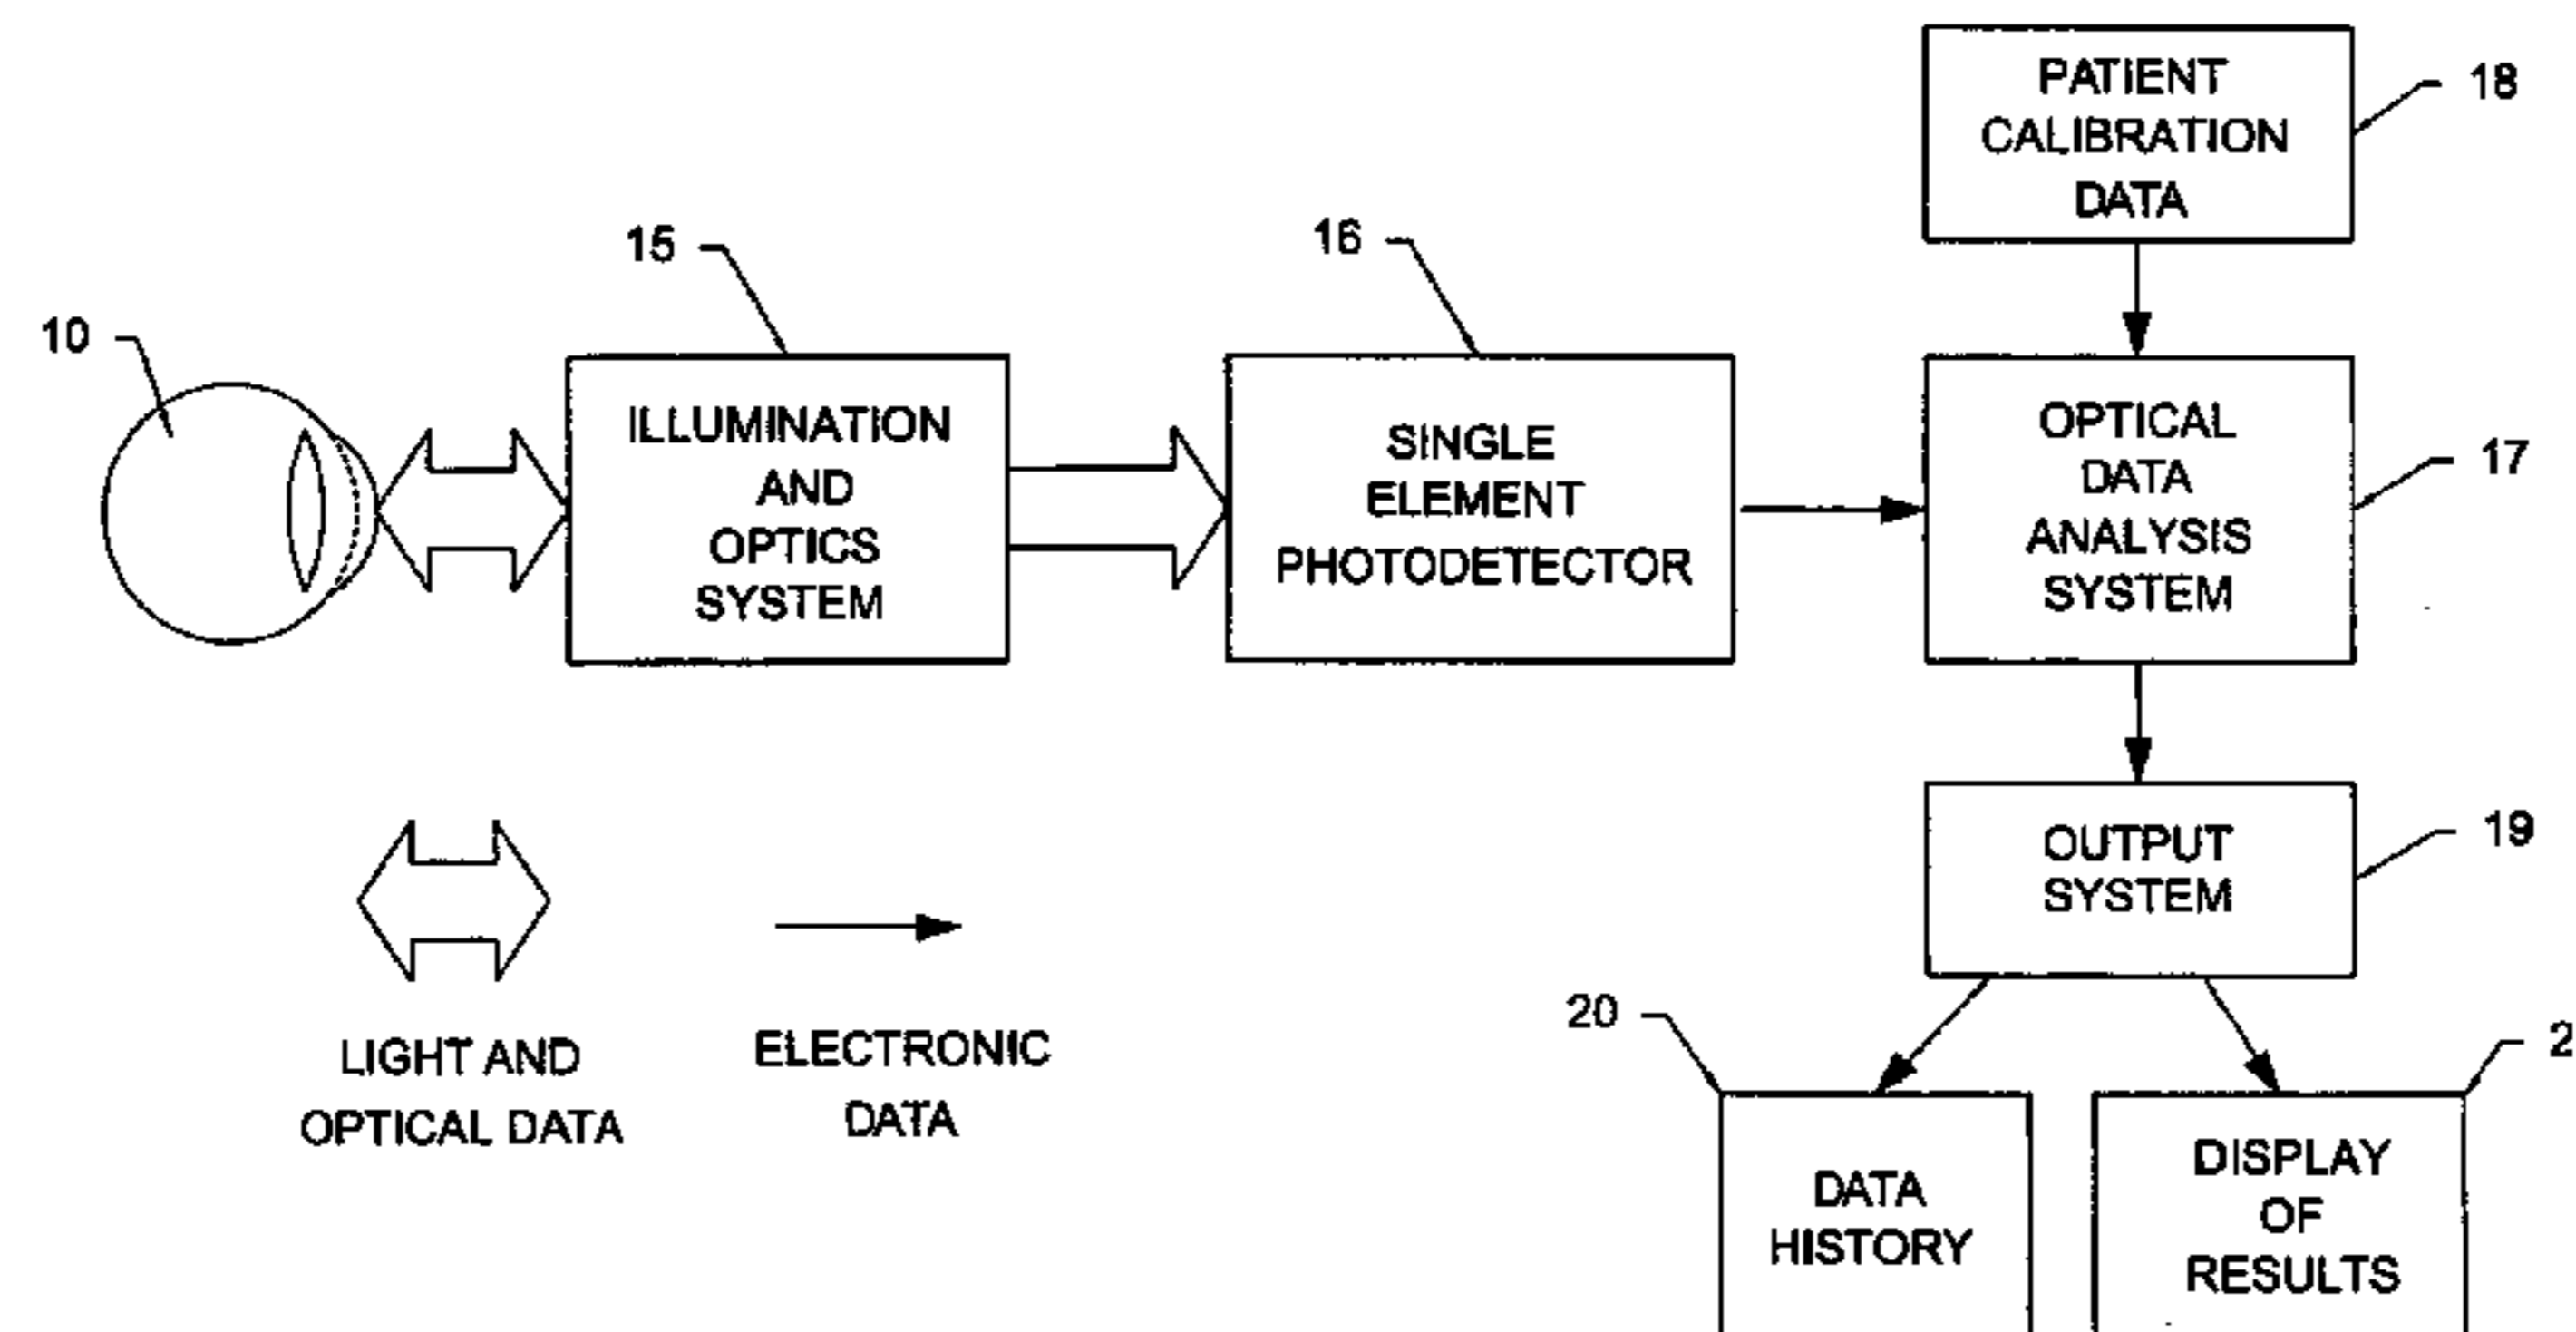 PATIENT
CALIBRATION
DATA
18
15
16
10
ILLUMINATION
AND
OPTICS
SYSTEM
SINGLE
ELEMENT
PHOTODETECTOR
OPTICAL
DATA
ANALYSIS
SYSTEM
17
OUTPUT
SYSTEM
19
LIGHT AND
OPTICAL DATA
ELECTRONIC
DATA
20
2
DATA
HISTORY
DISPLAY
OF
RESULTS